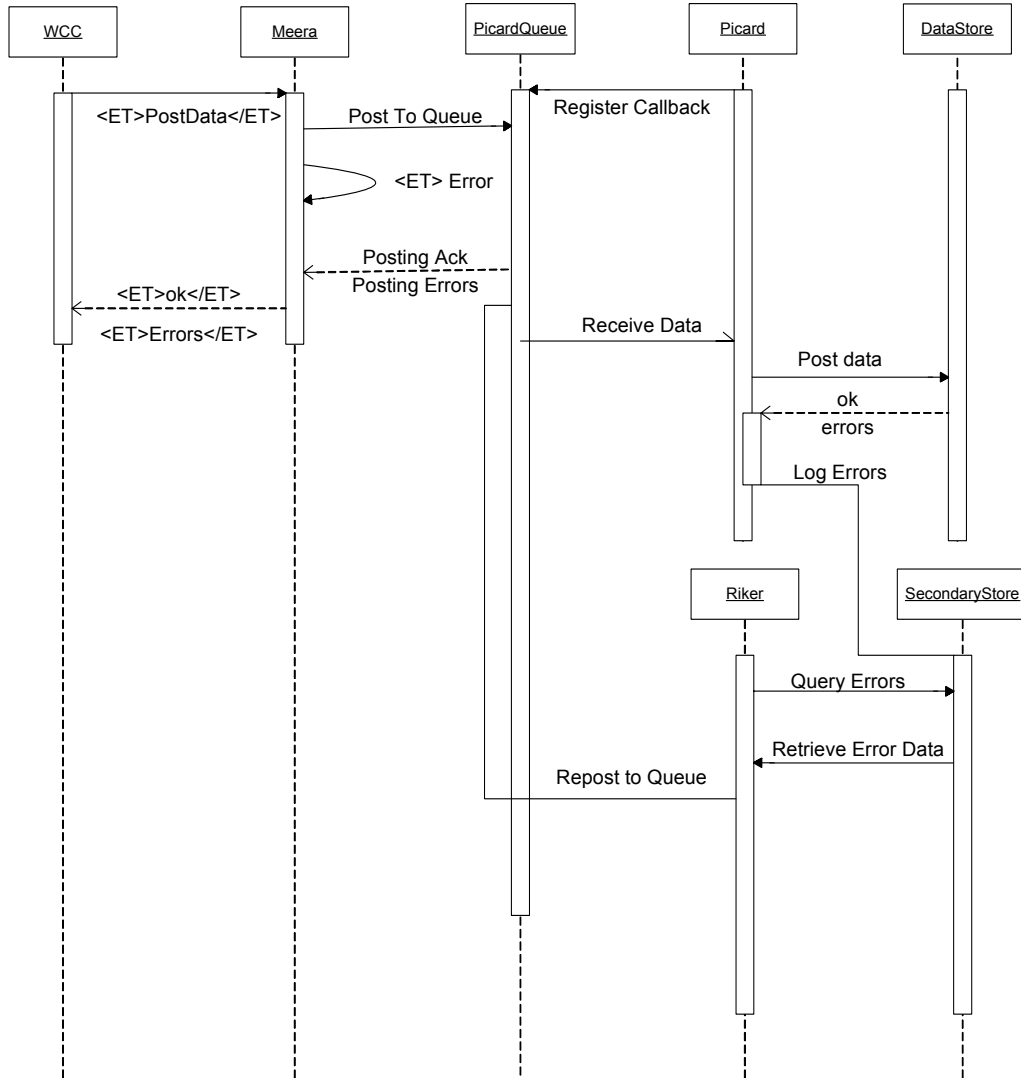 WCC
Meera
PicardQueue
Picard
DataStore
<ET>PostData</ET>
Post To Queue
Register Callback
<ET> Error
Posting Ack
Posting Errors
<ET>ok</ET>
<ET>Errors</ET>
Receive Data
Post data
ok
errors
Log Errors
Riker
SecondaryStore
Query Errors
Retrieve Error Data
Repost to Queue